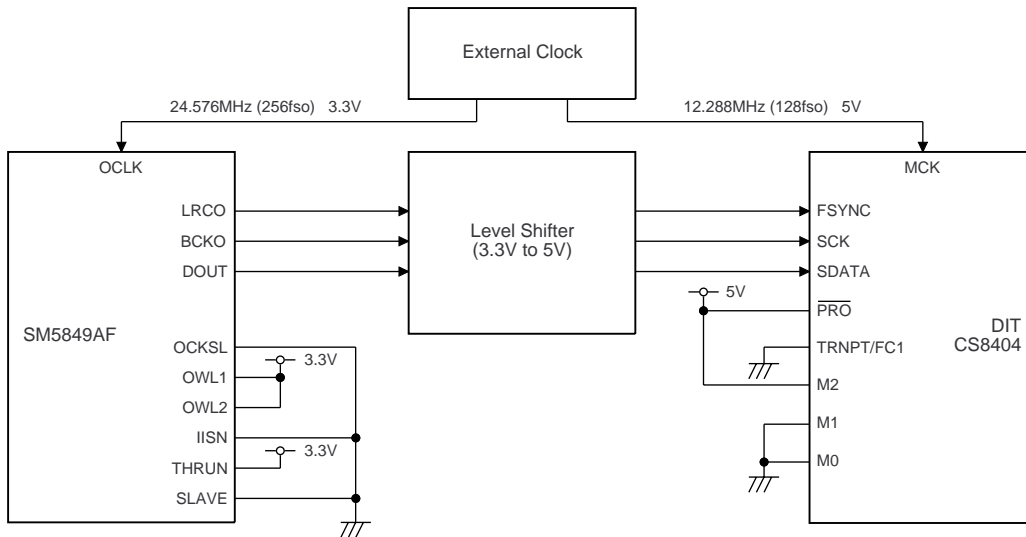 External Clock
24.576MHz (256fso) 3.3V
12.288MHz (128fso) 5V
OCLK
LRCO
BCKO
DOUT
SM5849AF
OCKSL
3.3V
OWL1
OWL2
IISN
3.3V
THRUN
SLAVE
Level Shifter
(3.3V to 5V)
MCK
FSYNC
SCK
SDATA
5V
PRO
DIT
CS8404
TRNPT/FC1
M2
M1
M0